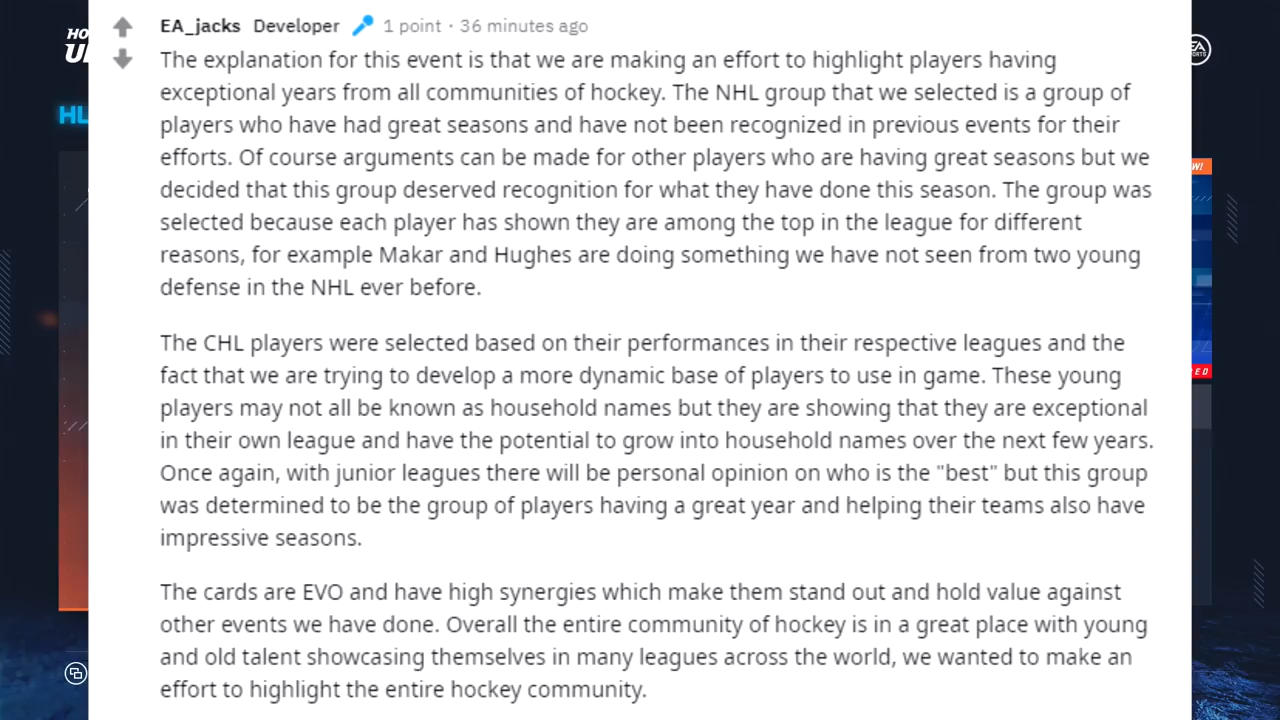 EA_jacks Developer 1 point · 36 minutes ago
The explanation for this event is that we are making an effort to highlight players having
exceptional years from all communities of hockey. The NHL group that we selected is a group of
players who have had great seasons and have not been recognized in previous events for their
efforts. Of course arguments can be made for other players who are having great seasons but we
decided that this group deserved recognition for what they have done this season. The group was
selected because each player has shown they are among the top in the league for different
reasons, for example Makar and Hughes are doing something we have not seen from two young
defense in the NHL ever before.
The CHL players were selected based on their performances in their respective leagues and the
fact that we are trying to develop a more dynamic base of players to use in game. These young
players may not all be known as household names but they are showing that they are exceptional
in their own league and have the potential to grow into household names over the next few years.
Once again, with junior leagues there will be personal opinion on who is the "best" but this group
was determined to be the group of players having a great year and helping their teams also have
impressive seasons.
The cards are EVO and have high synergies which make them stand out and hold value against
other events we have done. Overall the entire community of hockey is in a great place with young
and old talent showcasing themselves in many leagues across the world, we wanted to make an
effort to highlight the entire hockey community.